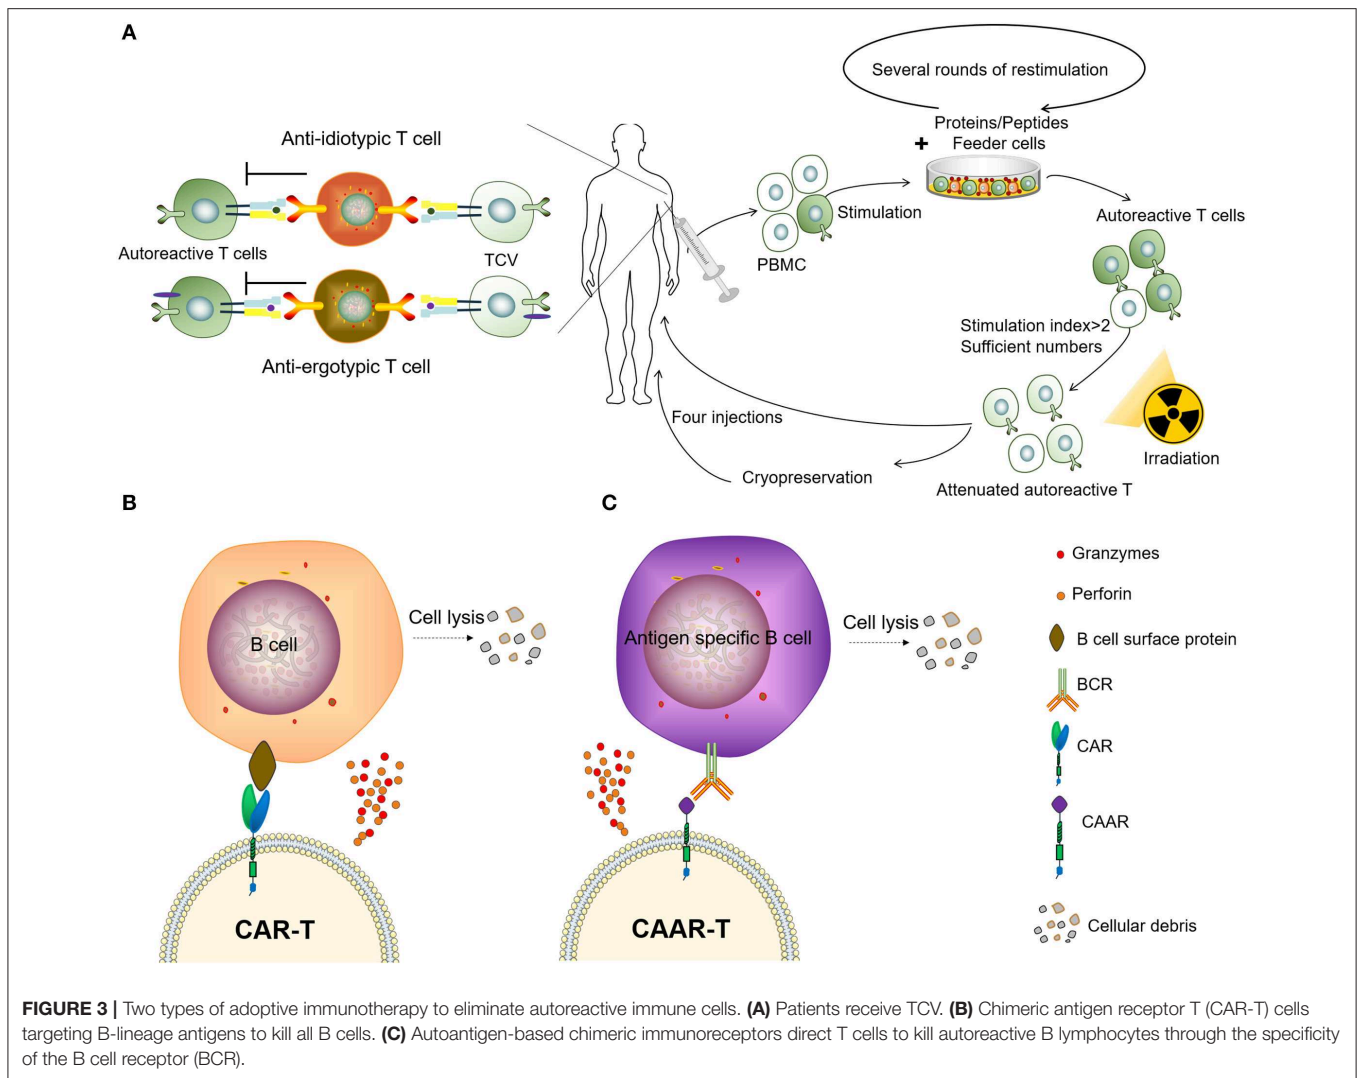 A
Several rounds of restimulation
Proteins/Peptides
+ Feeder cells
Anti-idiotypic T cell
Autoreactive T cells
TCV
PBMC
Stimulation
Autoreactive T cells
Anti-ergotypic T cell
Stimulation index>2
Sufficient numbers
Four injections
Cryopreservation
Attenuated autoreactive T
Irradiation
B
B cell
Cell lysis
CAR-T
C
Antigen specific B cell
Cell lysis
CAAR-T
Granzymes
Perforin
B cell surface protein
BCR
CAR
CAAR
Cellular debris
FIGURE 3 | Two types of adoptive immunotherapy to eliminate autoreactive immune cells. (A) Patients receive TCV. (B) Chimeric antigen receptor T (CAR-T) cells
targeting B-lineage antigens to kill all B cells. (C) Autoantigen-based chimeric immunoreceptors direct T cells to kill autoreactive B lymphocytes through the specificity
of the B cell receptor (BCR).